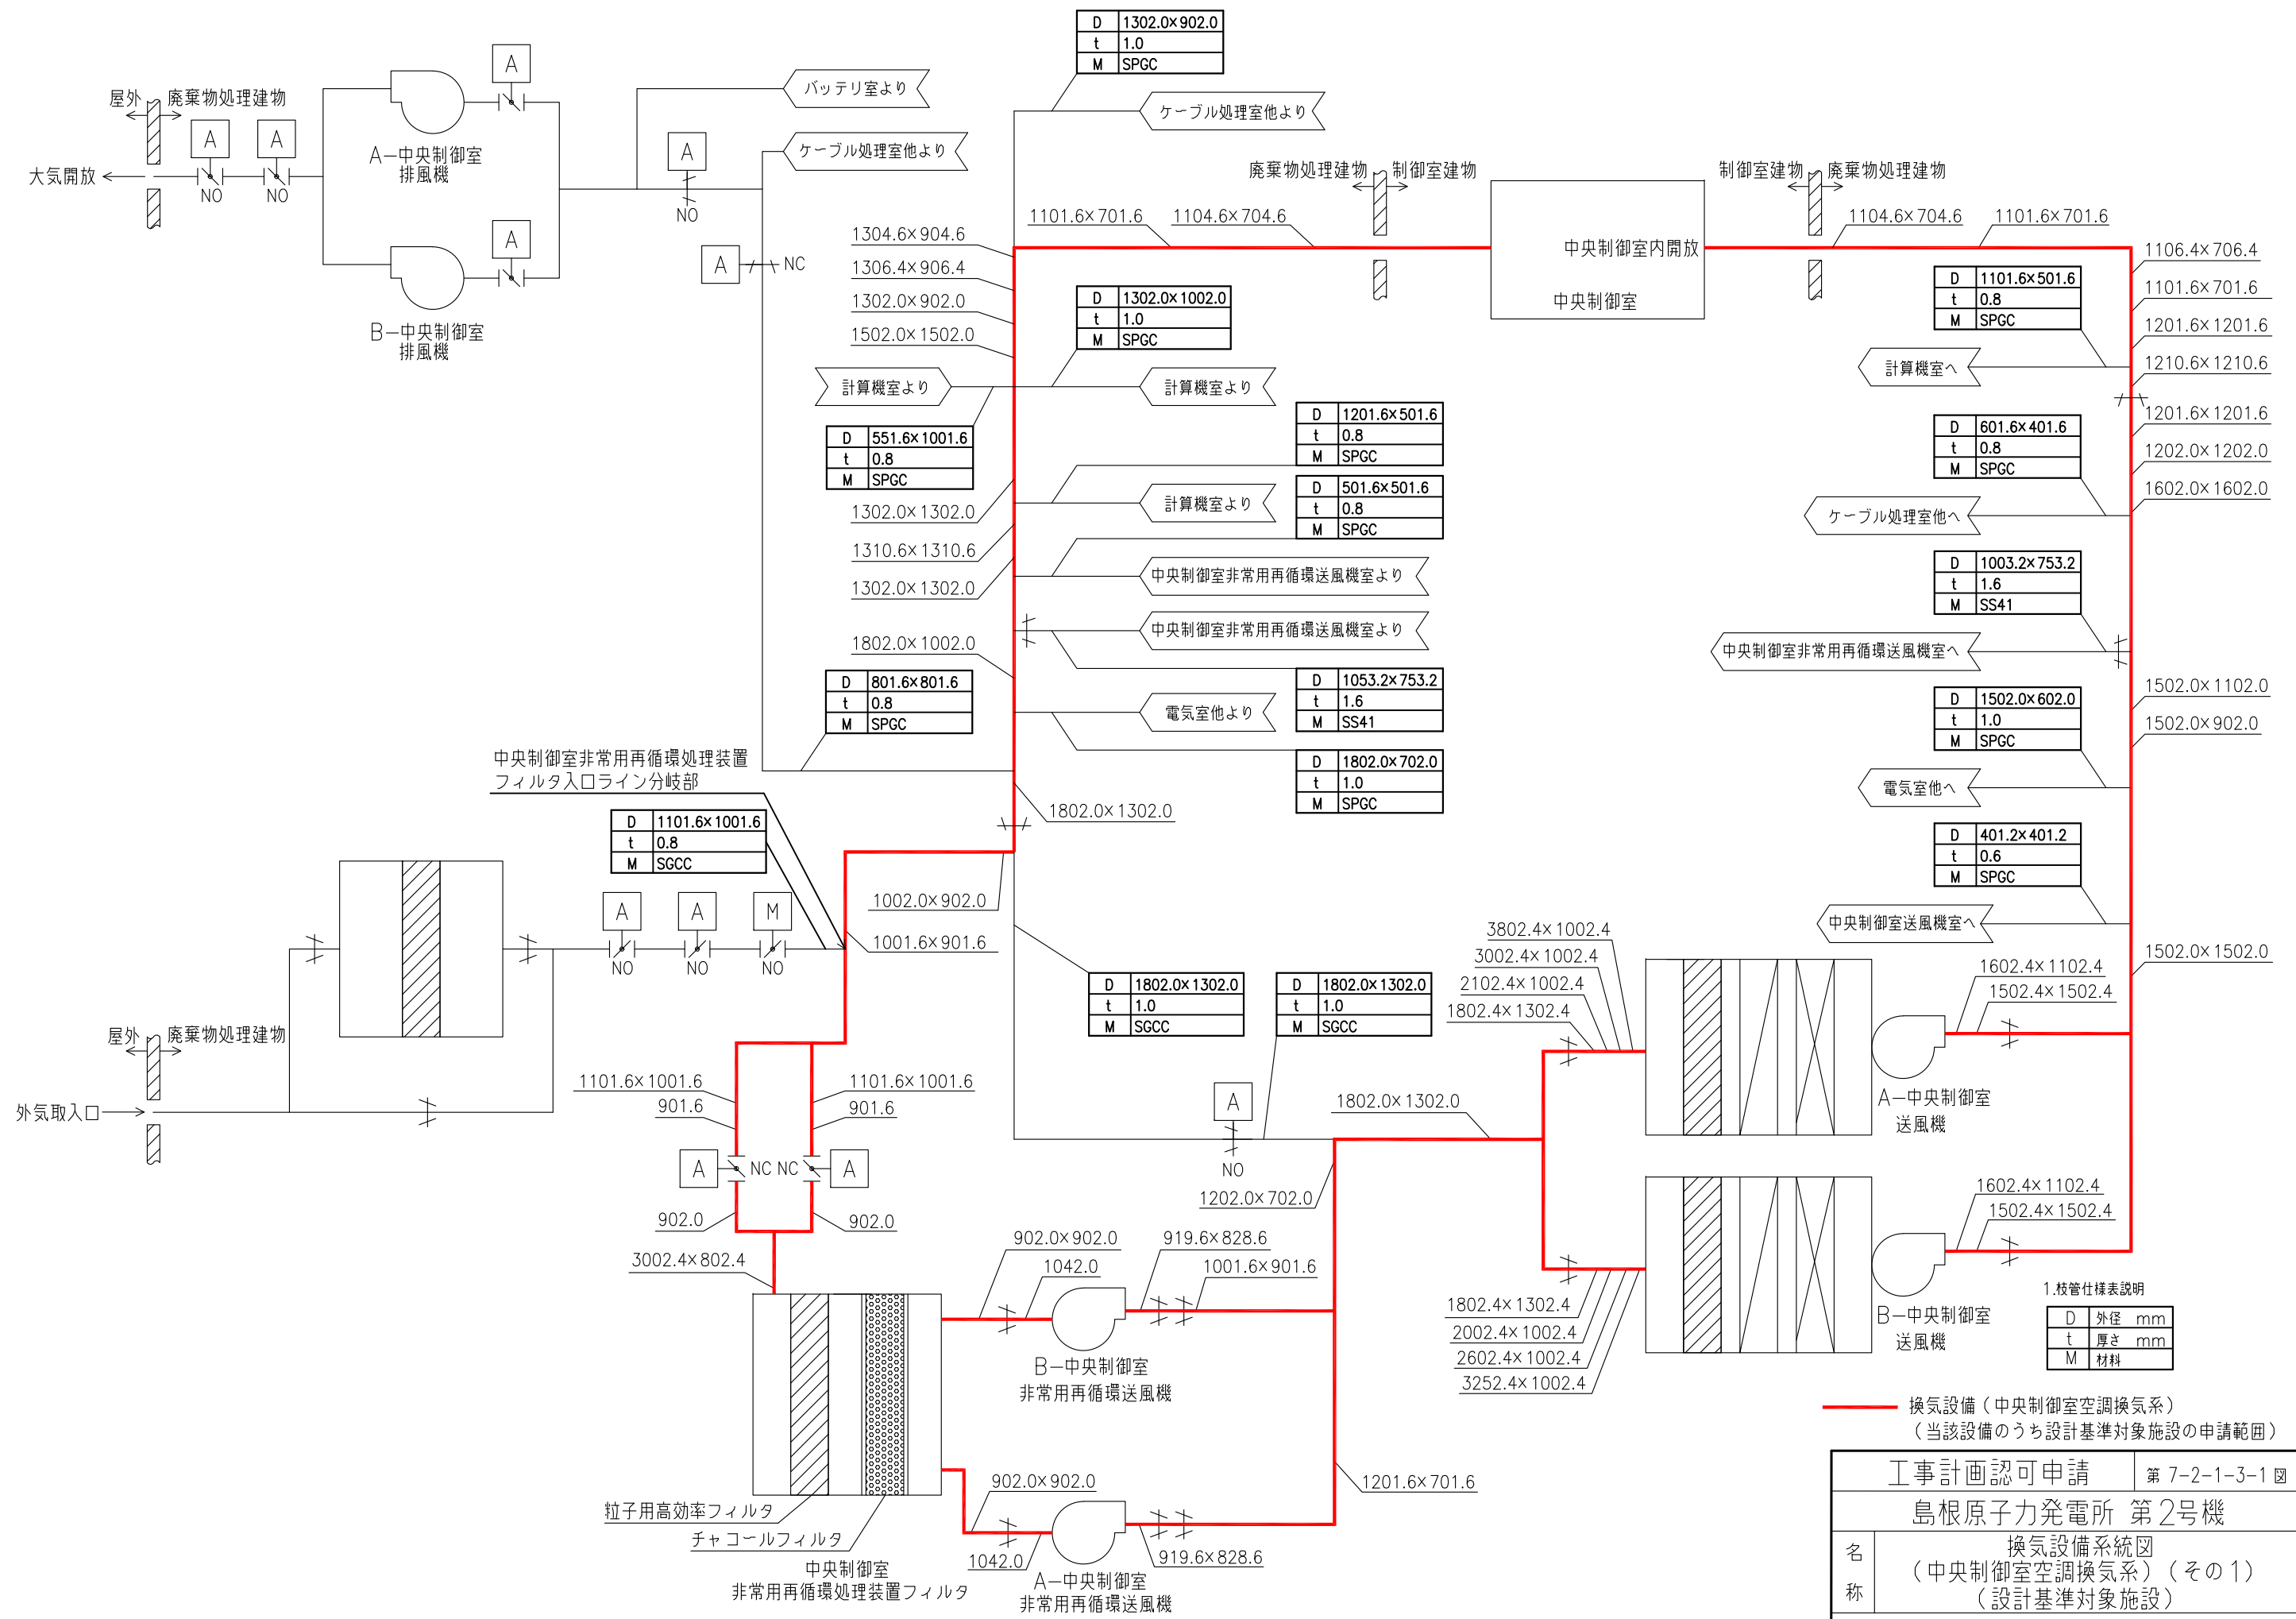 D 1302.0×902.0
t 1.0
M SPGC
ケーブル処理室他より
A
バッテリ室より
屋外
廃棄物処理建物
A
A
A−中央制御室
排風機
A
ケーブル処理室他より
大気開放
NO
NO
NO
A
B−中央制御室
排風機
A
NC
廃棄物処理建物
制御室建物
制御室建物
廃棄物処理建物
1101.6×701.6
1104.6×704.6
中央制御室内開放
中央制御室
1104.6×704.6
1101.6×701.6
1304.6×904.6
1306.4×906.4
1302.0×902.0
1502.0×1502.0
D 1302.0×1002.0
t 1.0
M SPGC
計算機室より
計算機室より
D 551.6×1001.6
t 0.8
M SPGC
D 1201.6×501.6
t 0.8
M SPGC
計算機室より
D 501.6×501.6
t 0.8
M SPGC
1302.0×1302.0
1310.6×1310.6
1302.0×1302.0
中央制御室非常用再循環送風機室より
中央制御室非常用再循環送風機室より
1802.0×1002.0
D 1053.2×753.2
t 1.6
M SS41
D 801.6×801.6
t 0.8
M SPGC
電気室他より
D 1802.0×702.0
t 1.0
M SPGC
1106.4×706.4
1101.6×701.6
1201.6×1201.6
1210.6×1210.6
1201.6×1201.6
1202.0×1202.0
1602.0×1602.0
D 1101.6×501.6
t 0.8
M SPGC
計算機室へ
D 601.6×401.6
t 0.8
M SPGC
ケーブル処理室他へ
D 1003.2×753.2
t 1.6
M SS41
中央制御室非常用再循環送風機室へ
1502.0×1102.0
1502.0×902.0
D 1502.0×602.0
t 1.0
M SPGC
電気室他へ
D 401.2×401.2
t 0.6
M SPGC
中央制御室送風機室へ
1502.0×1502.0
中央制御室非常用再循環処理装置
フィルタ入口ライン分岐部
D 1101.6×1001.6
t 0.8
M SGCC
1802.0×1302.0
1002.0×902.0
1001.6×901.6
A
A
M
NO
NO
NO
屋外
廃棄物処理建物
外気取入口
D 1802.0×1302.0
t 1.0
M SGCC
D 1802.0×1302.0
t 1.0
M SGCC
3802.4×1002.4
3002.4×1002.4
2102.4×1002.4
1802.4×1302.4
1602.4×1102.4
1502.4×1502.4
A−中央制御室
送風機
1101.6×1001.6
901.6
1101.6×1001.6
901.6
A
NC
NC
A
902.0
902.0
3002.4×802.4
A
NO
1802.0×1302.0
1202.0×702.0
902.0×902.0
1042.0
919.6×828.6
1001.6×901.6
B−中央制御室
非常用再循環送風機
1802.4×1302.4
2002.4×1002.4
2602.4×1002.4
3252.4×1002.4
1602.4×1102.4
1502.4×1502.4
B−中央制御室
送風機
902.0×902.0
1042.0
919.6×828.6
1201.6×701.6
A−中央制御室
非常用再循環送風機
粒子用高効率フィルタ
チャコールフィルタ
中央制御室
非常用再循環処理装置フィルタ
1.枝管仕様表説明
D 外径 mm
t 厚さ mm
M 材料
換気設備（中央制御室空調換気系）
（当該設備のうち設計基準対象施設の申請範囲）
工事計画認可申請 第 7-2-1-3-1 図
島根原子力発電所 第2号機
名称
換気設備系統図
（中央制御室空調換気系）（その1）
（設計基準対象施設）